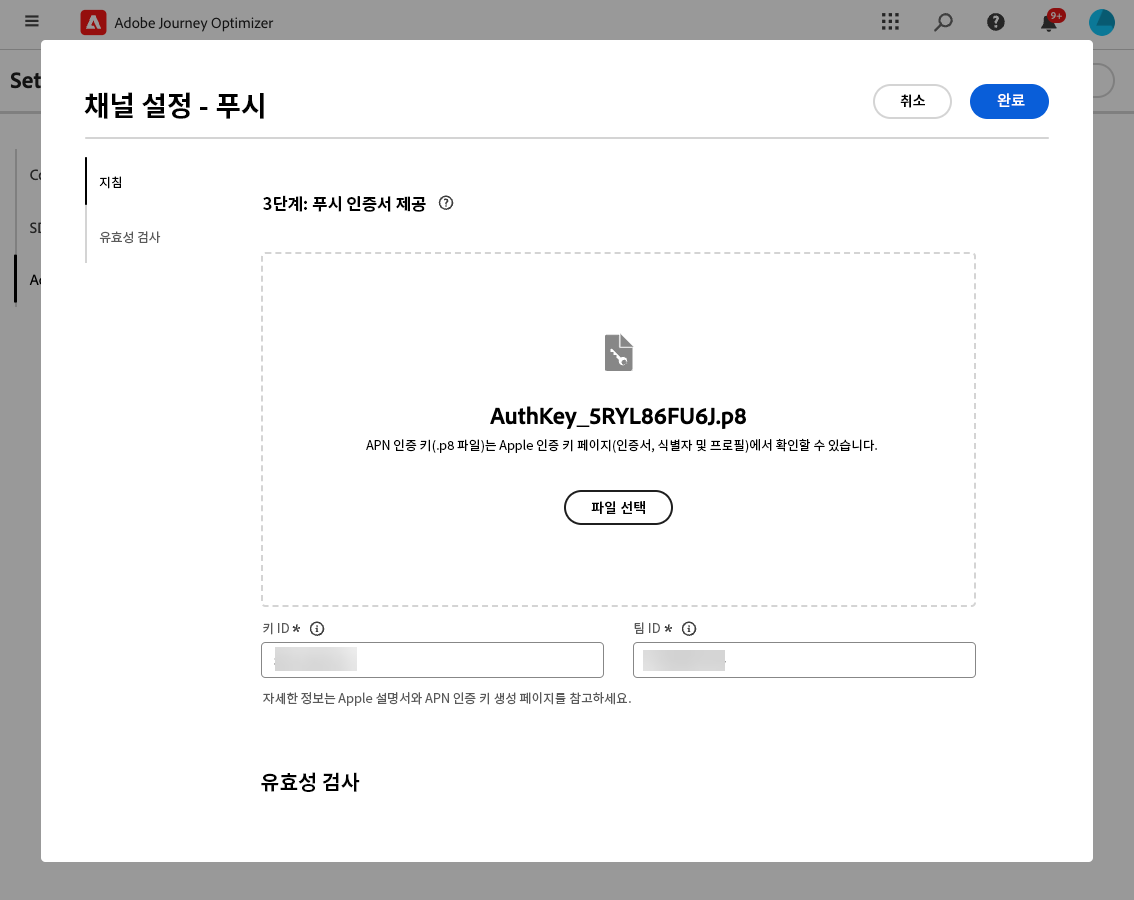 Adobe Journey Optimizer
9+
Set
채널 설정 - 푸시
취소
완료
지침
유효성 검사
3단계: 푸시 인증서 제공
AuthKey_5RYL86FU6J.p8
APN 인증 키(.p8 파일)는 Apple 인증 키 페이지(인증서, 식별자 및 프로필)에서 확인할 수 있습니다.
파일 선택
키 ID *
팀 ID *
자세한 정보는 Apple 설명서와 APN 인증 키 생성 페이지를 참고하세요.
유효성 검사